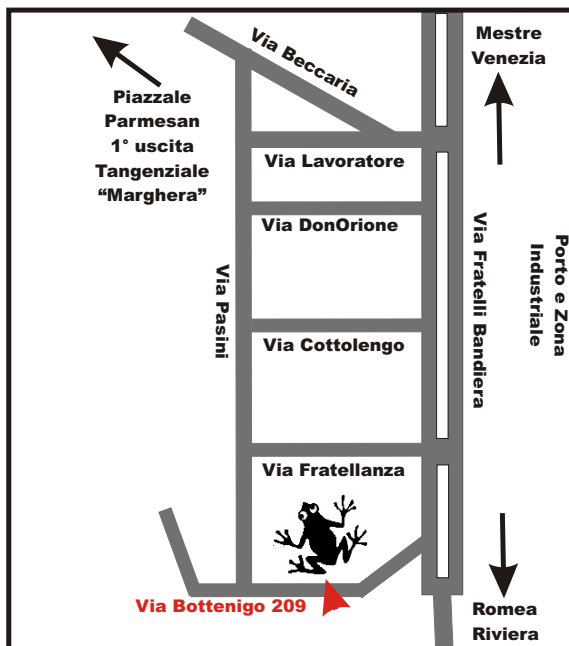 Via Beccaria
Mestre
Venezia
Piazzale
Parmesan
1° uscita
Tangenziale
“Marghera”
Via Lavoratore
Via DonOrione
Via Pasini
Via Fratelli Bandiera
Porto e Zona
Industriale
Via Cottolengo
Via Fratellanza
Via Bottenigo 209
Romea
Riviera